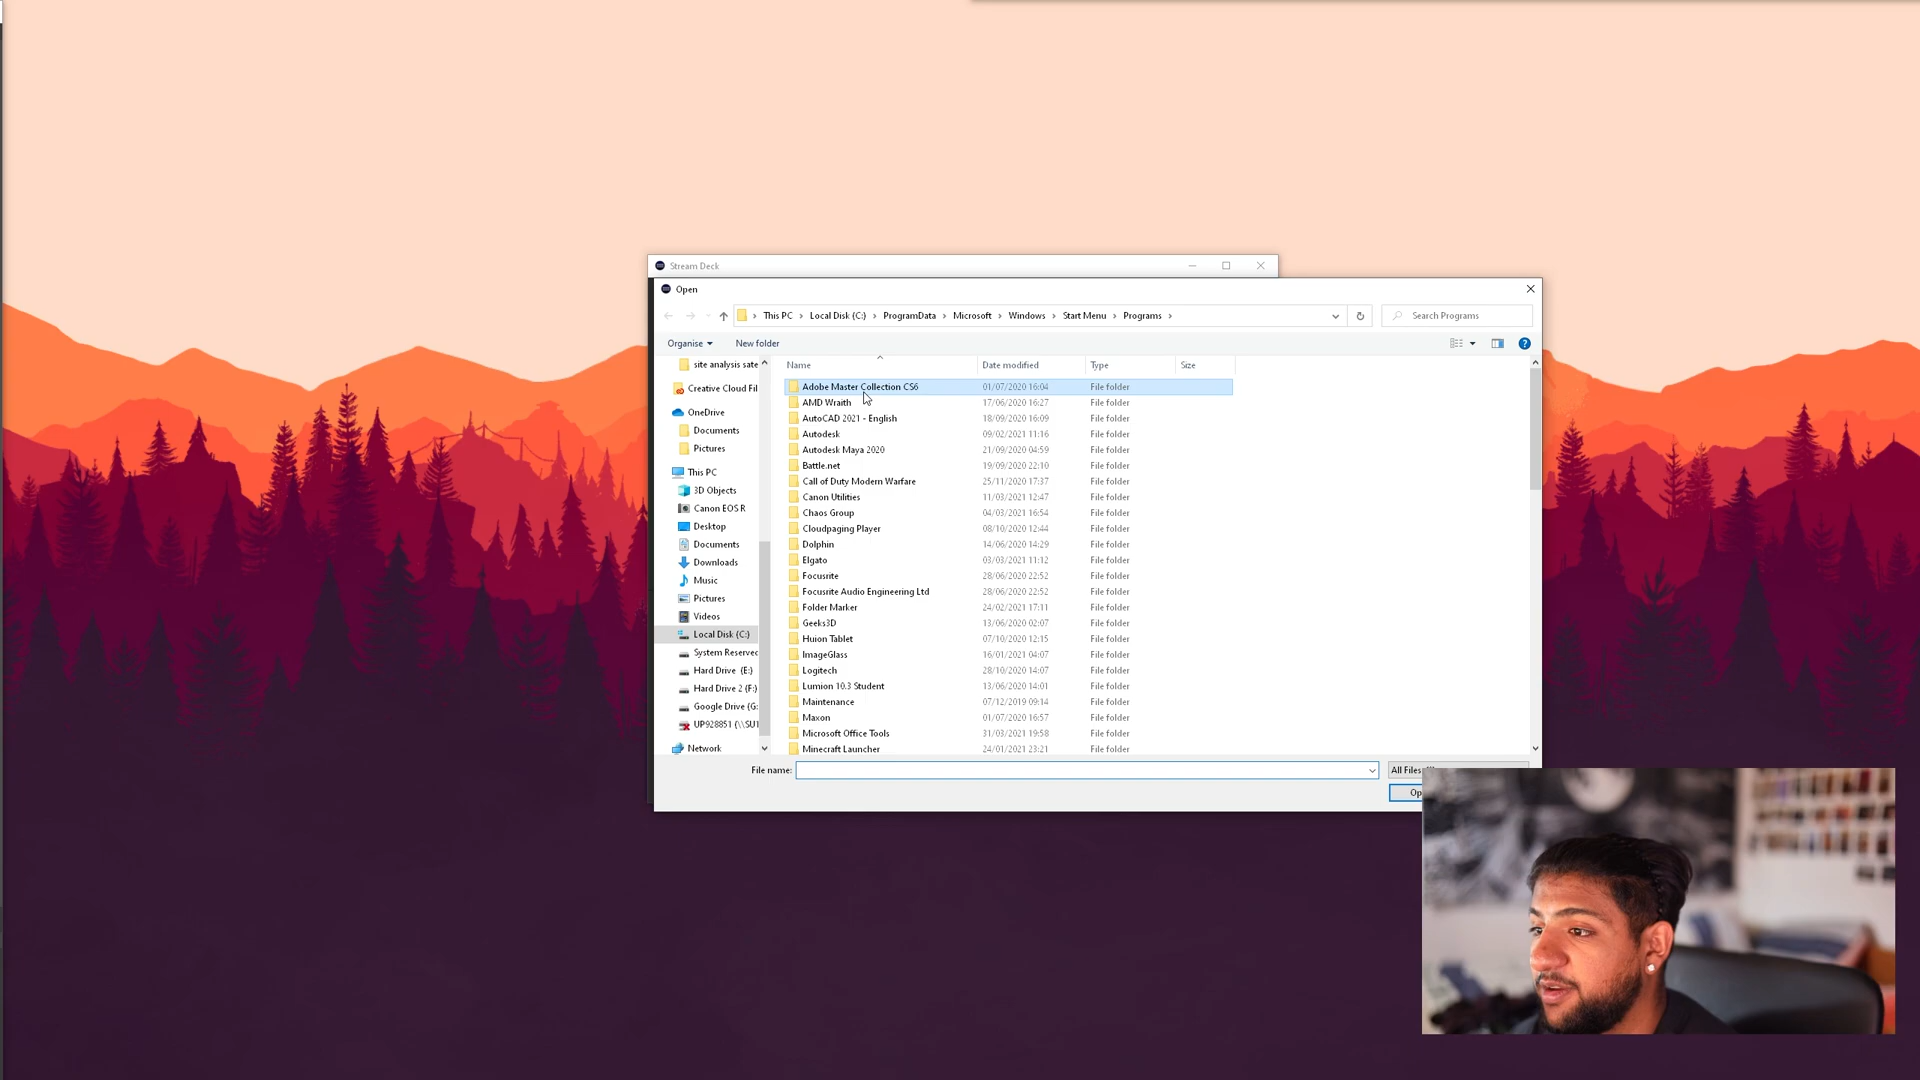 Stream Deck
Open
This PC > Local Disk (C:) > ProgramData > Microsoft > Windows > Start Menu > Programs >
Search Programs
Organise
New folder
Name
Date modified
Type
Size
site analysis sate
Creative Cloud Fil
OneDrive
Documents
Pictures
This PC
3D Objects
Canon EOS R
Desktop
Documents
Downloads
Music
Pictures
Videos
Local Disk (C:)
System Reserved
Hard Drive (E:)
Hard Drive 2 (F:)
Google Drive (G:
UP928851 (\\SU1
Network
Adobe Master Collection CS6 01/07/2020 16:04 File folder
AMD Wraith 17/06/2020 16:27 File folder
AutoCAD 2021 - English 18/09/2020 16:09 File folder
Autodesk 09/02/2021 11:16 File folder
Autodesk Maya 2020 21/09/2020 04:59 File folder
Battle.net 19/09/2020 22:10 File folder
Call of Duty Modern Warfare 25/11/2020 17:37 File folder
Canon Utilities 11/03/2021 12:47 File folder
Chaos Group 04/03/2021 16:54 File folder
Cloudpaging Player 08/10/2020 12:44 File folder
Dolphin 14/06/2020 14:29 File folder
Elgato 03/03/2021 11:12 File folder
Focusrite 28/06/2020 22:52 File folder
Focusrite Audio Engineering Ltd 28/06/2020 22:52 File folder
Folder Marker 24/02/2021 17:11 File folder
Geeks3D 13/06/2020 02:07 File folder
Huion Tablet 07/10/2020 12:15 File folder
ImageGlass 16/01/2021 04:07 File folder
Logitech 28/10/2020 14:07 File folder
Lumion 10.3 Student 13/06/2020 14:01 File folder
Maintenance 07/12/2019 09:14 File folder
Maxon 01/07/2020 16:57 File folder
Microsoft Office Tools 31/03/2021 19:58 File folder
Minecraft Launcher 24/01/2021 23:21 File folder
File name:
All Files
Op